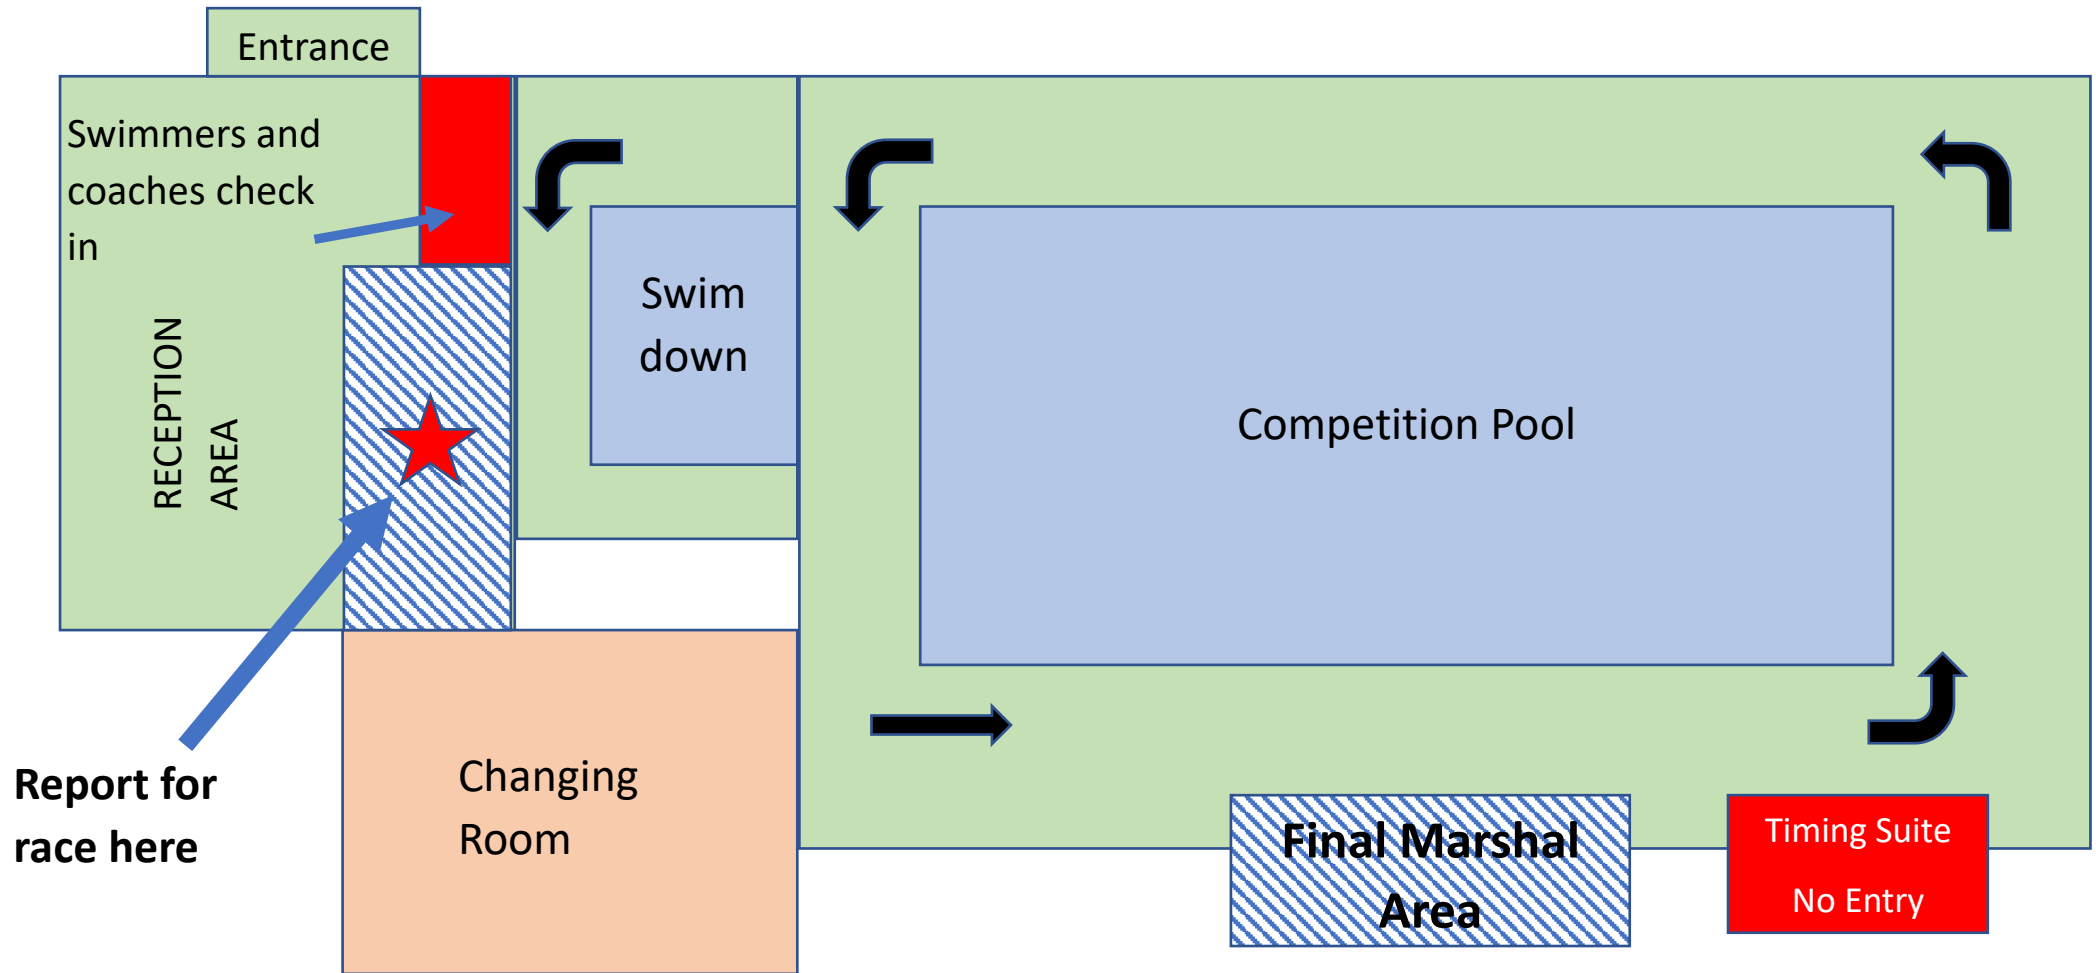 Entrance
Swimmers and
coaches check
in
RECEPTION
AREA
Swim
down
Competition Pool
Report for
race here
Changing
Room
Final Marshal
Area
Timing Suite
No Entry